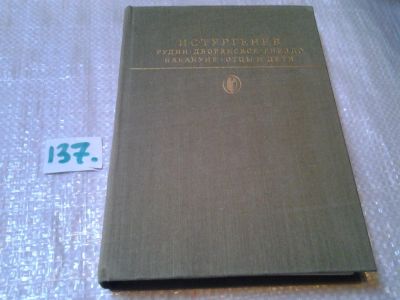 И.С.ТУРГЕНЕВ
РУДИН·ДВОРЯНСКОЕ ГНЕЗДО
НАКАНУНЕ·ОТЦЫ И ДЕТИ
137.